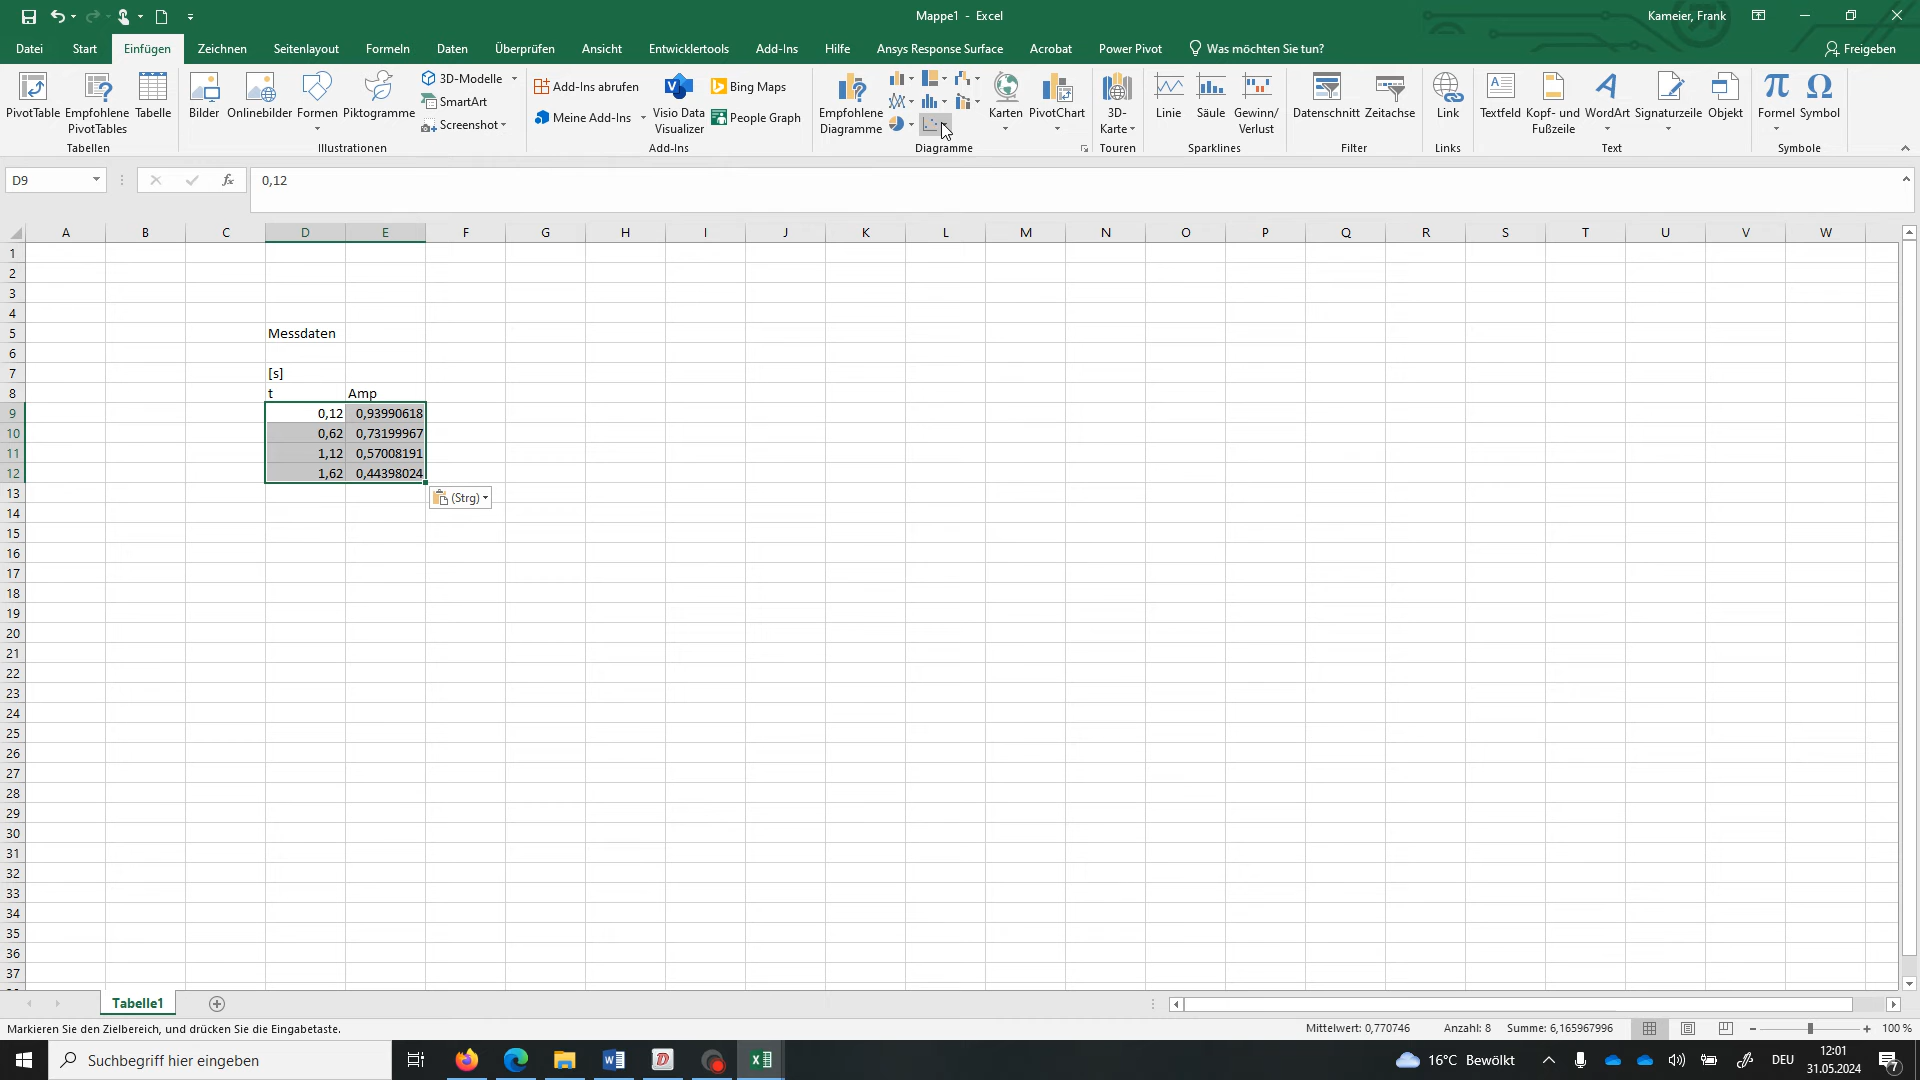 Mappe1 - Excel
Kameier, Frank
Datei Start Einfügen Zeichnen Seitenlayout Formeln Daten Überprüfen Ansicht Entwicklertools Add-Ins Hilfe Ansys Response Surface Acrobat Power Pivot Was möchten Sie tun? Freigeben
PivotTable
Empfohlene
PivotTables
Tabelle
Tabellen
Bilder
Onlinebilder
Formen
Piktogramme
3D-Modelle
SmartArt
Screenshot
Illustrationen
Add-Ins abrufen
Meine Add-Ins
Visio Data
Visualizer
Bing Maps
People Graph
Add-Ins
Empfohlene
Diagramme
Diagramme
Karten
PivotChart
3D-
Karte
Touren
Linie
Säule
Gewinn/
Verlust
Sparklines
Datenschnitt
Zeitachse
Filter
Link
Links
Textfeld
Kopf- und
Fußzeile
WordArt
Signaturzeile
Objekt
Text
Formel
Symbol
Symbole
D9
fx
0,12
A B C D E F G H I J K L M N O P Q R S T U V W
1
2
3
4
5 Messdaten
6
7 [s]
8 t Amp
9 0,12 0,93990618
10 0,62 0,73199967
11 1,12 0,57008191
12 1,62 0,44398024
13 (Strg)
14
15
16
17
18
19
20
21
22
23
24
25
26
27
28
29
30
31
32
33
34
35
36
37
Tabelle1
Markieren Sie den Zielbereich, und drücken Sie die Eingabetaste. Mittelwert: 0,770746 Anzahl: 8 Summe: 6,165967996 100 %
Suchbegriff hier eingeben
16°C Bewölkt
DEU
12:01
31.05.2024
7